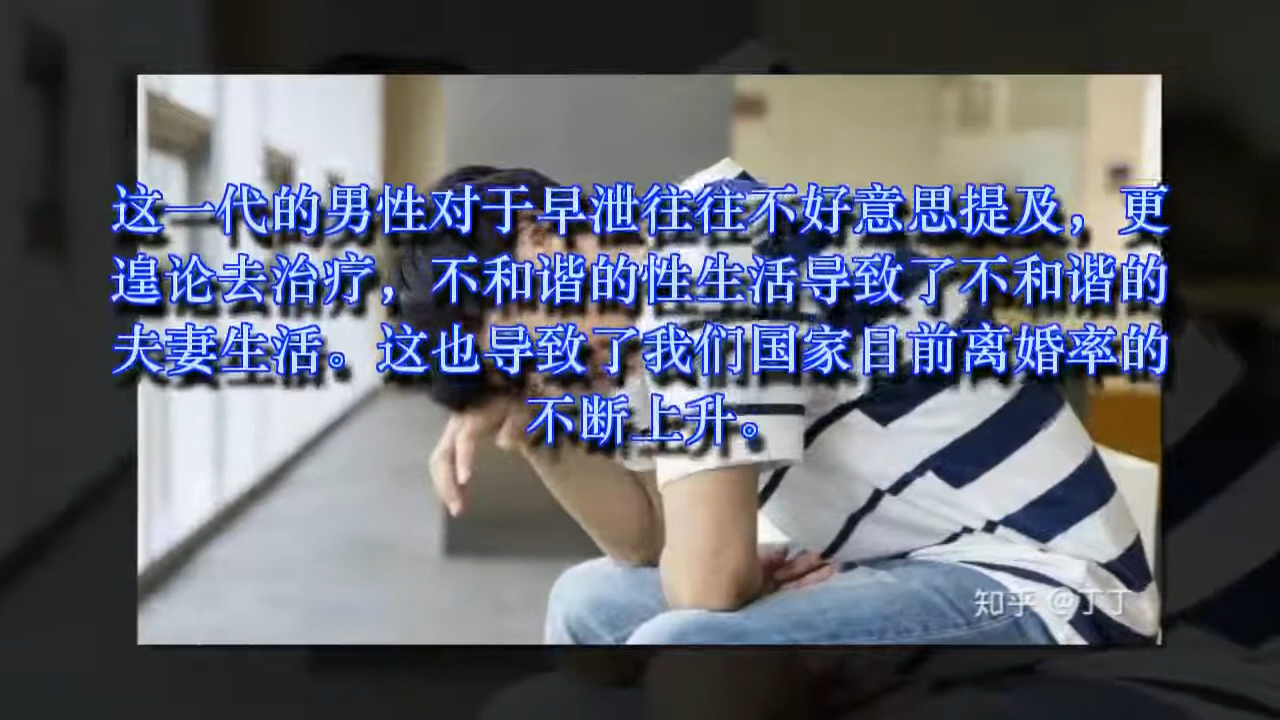 这一代的男性对于早泄往往不好意思提及，更
遑论去治疗，不和谐的性生活导致了不和谐的
夫妻生活。这也导致了我们国家目前离婚率的
不断上升。
知乎 @丁丁